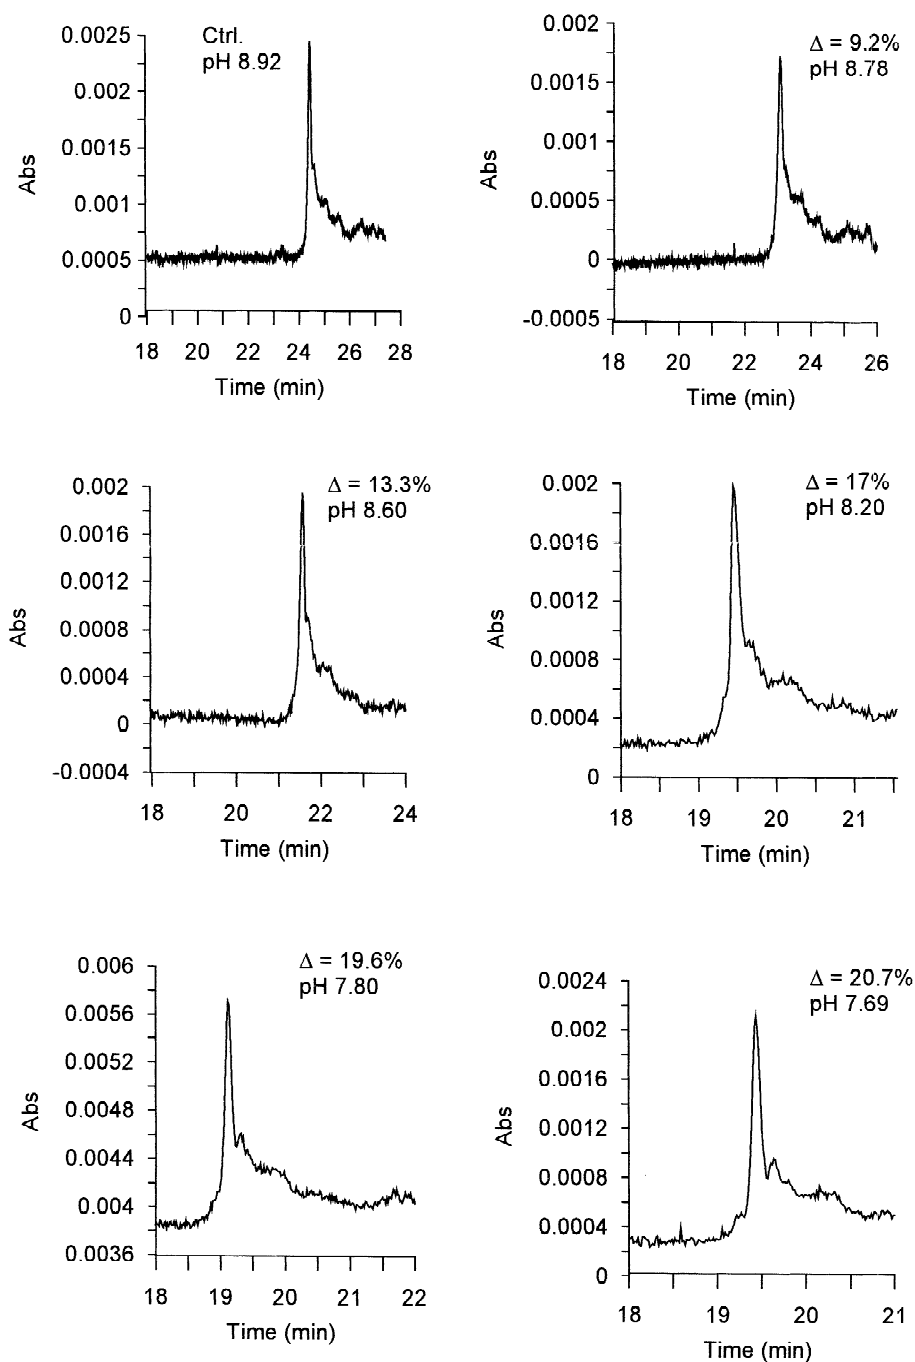 Ctrl.
pH 8.92
0.0025
0.002
0.0015
0.001
0.0005
0
Abs
18 20 22 24 26 28
Time (min)
Δ = 9.2%
pH 8.78
0.002
0.0015
0.001
0.0005
0
-0.0005
Abs
18 20 22 24 26
Time (min)
Δ = 13.3%
pH 8.60
0.002
0.0016
0.0012
0.0008
0.0004
0
-0.0004
Abs
18 20 22 24
Time (min)
Δ = 17%
pH 8.20
0.002
0.0016
0.0012
0.0008
0.0004
0
Abs
18 19 20 21
Time (min)
Δ = 19.6%
pH 7.80
0.006
0.0056
0.0052
0.0048
0.0044
0.004
0.0036
Abs
18 19 20 21 22
Time (min)
Δ = 20.7%
pH 7.69
0.0024
0.002
0.0016
0.0012
0.0008
0.0004
0
Abs
18 19 20 21
Time (min)